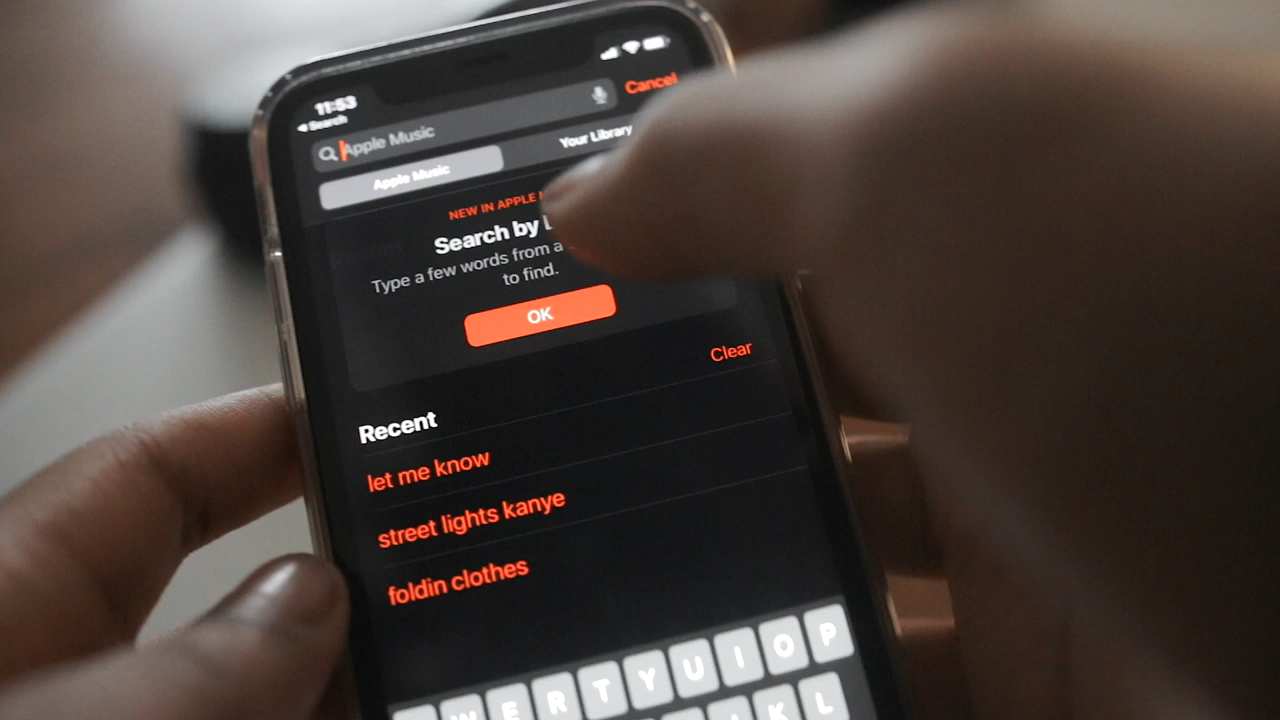 11:53
Search
Apple Music
Cancel
Apple Music
Your Library
NEW IN APPLE
Search by
Type a few words from a
to find.
OK
Clear
Recent
let me know
street lights kanye
foldin clothes
W E R T Y U I O P
K L